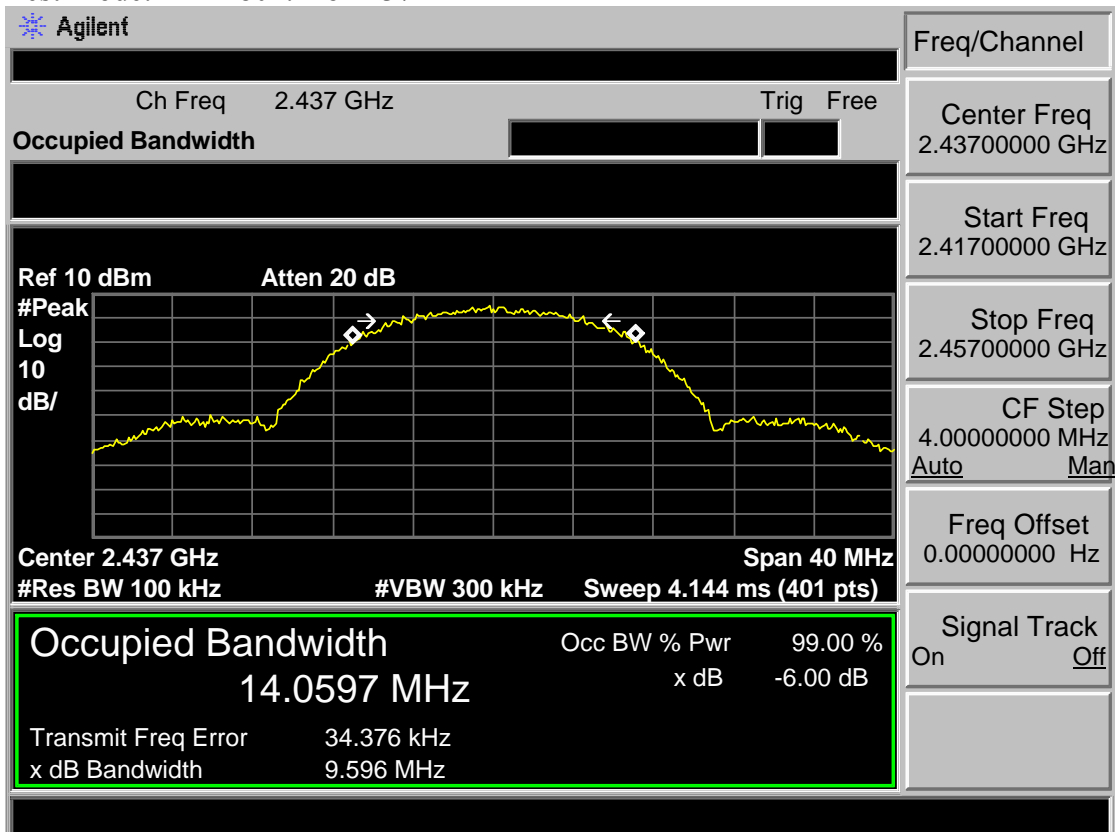 Agilent
Freq/Channel
Ch Freq 2.437 GHz Trig Free
Occupied Bandwidth
Center Freq
2.43700000 GHz
Start Freq
2.41700000 GHz
Stop Freq
2.45700000 GHz
CF Step
4.00000000 MHz
Auto Man
Freq Offset
0.00000000 Hz
Signal Track
On Off
Ref 10 dBm Atten 20 dB
#Peak
Log
10
dB/
Center 2.437 GHz Span 40 MHz
#Res BW 100 kHz #VBW 300 kHz Sweep 4.144 ms (401 pts)
Occupied Bandwidth
14.0597 MHz
Occ BW % Pwr 99.00 %
x dB -6.00 dB
Transmit Freq Error 34.376 kHz
x dB Bandwidth 9.596 MHz